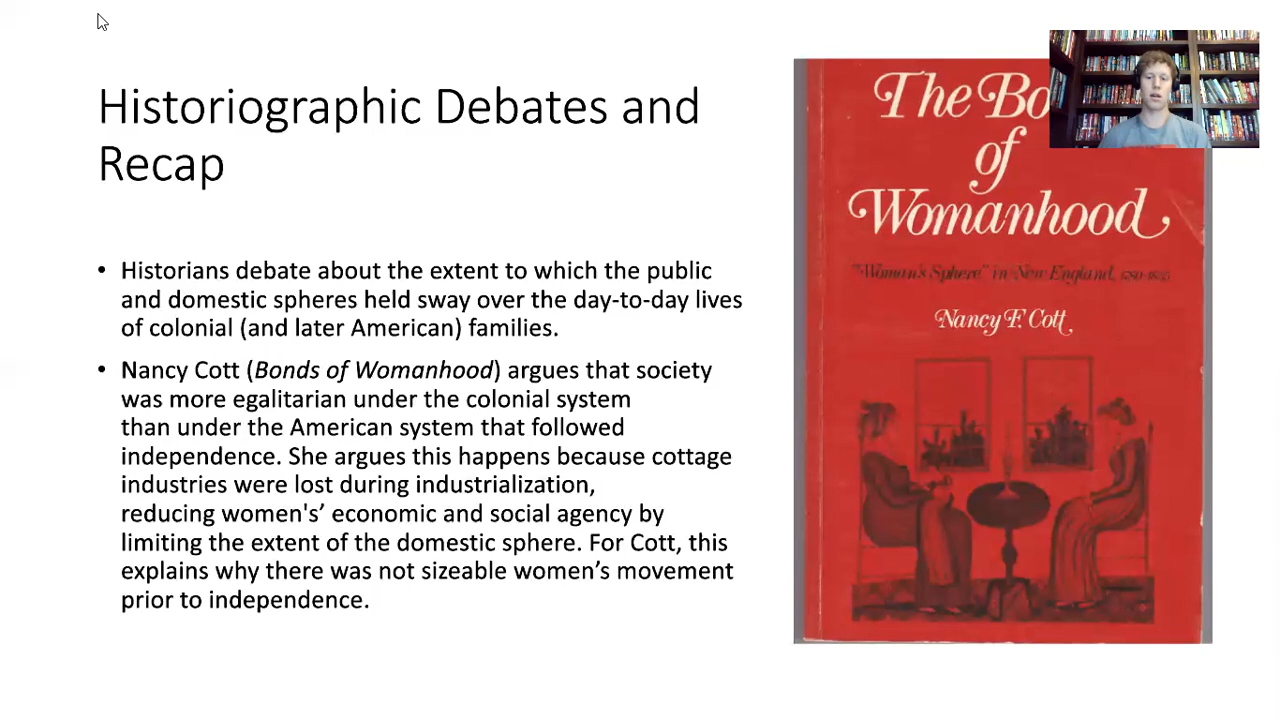 Historiographic Debates and
Recap
• Historians debate about the extent to which the public
and domestic spheres held sway over the day-to-day lives
of colonial (and later American) families.
• Nancy Cott (Bonds of Womanhood) argues that society
was more egalitarian under the colonial system
than under the American system that followed
independence. She argues this happens because cottage
industries were lost during industrialization,
reducing women's’ economic and social agency by
limiting the extent of the domestic sphere. For Cott, this
explains why there was not sizeable women’s movement
prior to independence.
The Bo
of
Womanhood
"Woman's Sphere" in New England, 1780-1835
Nancy F. Cott